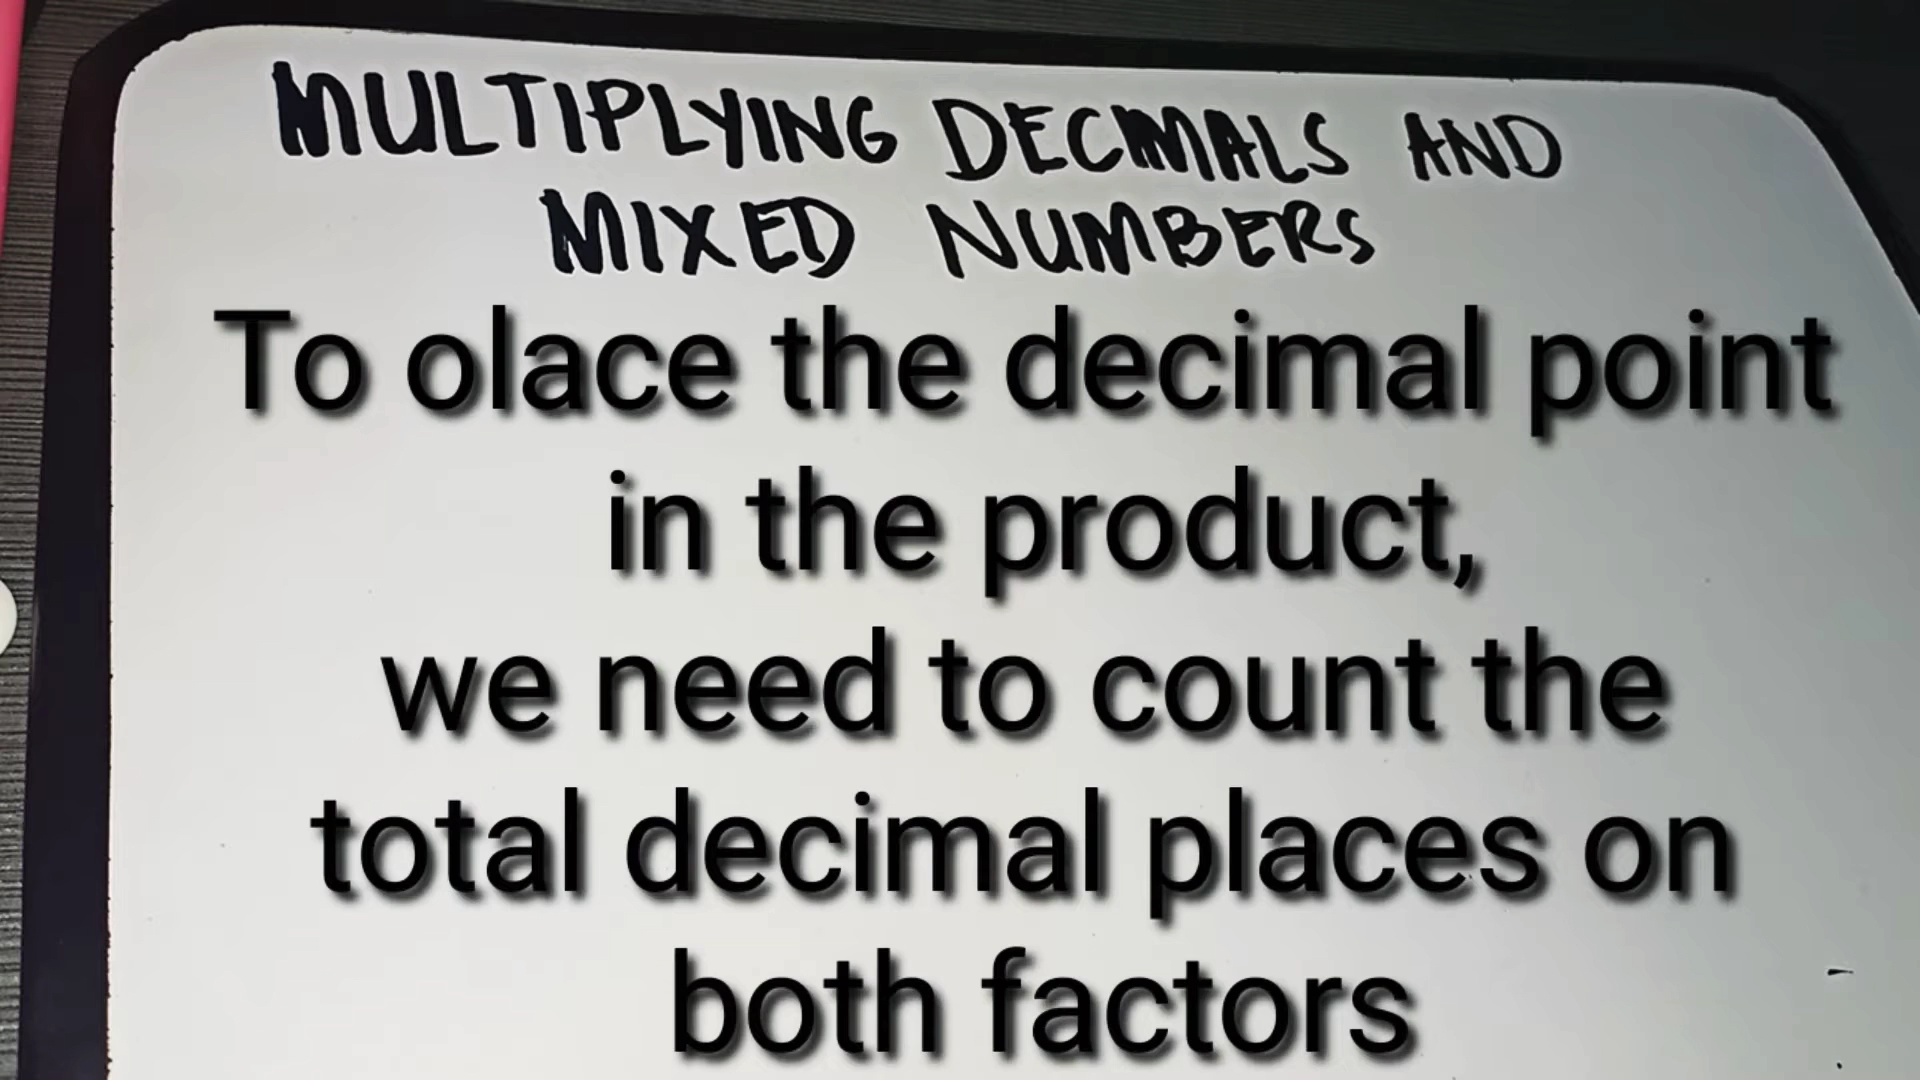 MULTIPLYING DECIMALS AND
MIXED NUMBERS
To olace the decimal point
in the product,
we need to count the
total decimal places on
both factors